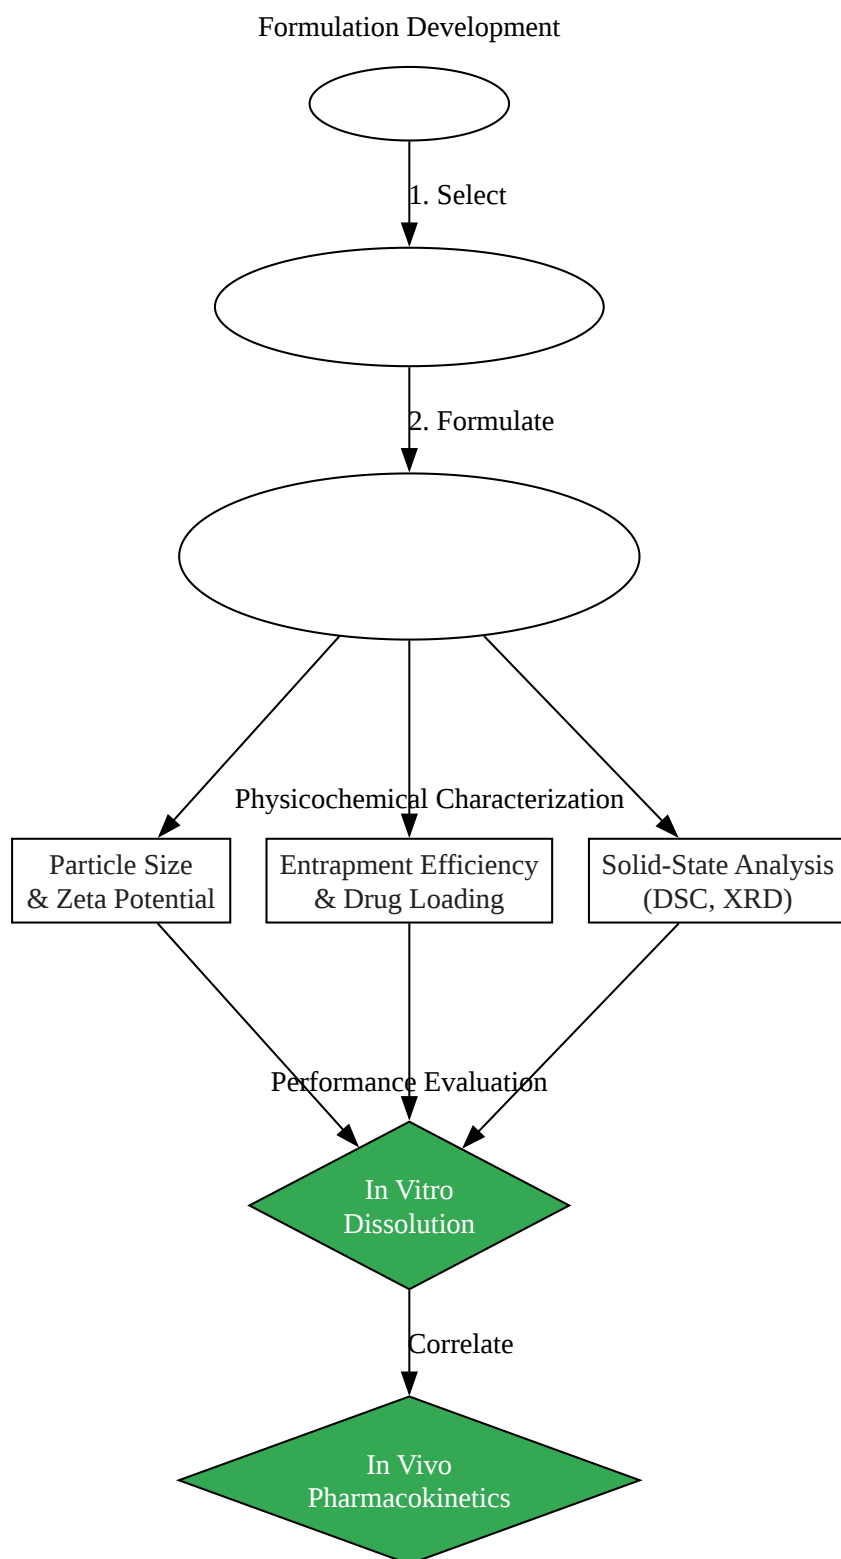 Formulation Development
1. Select
2. Formulate
Physicochemical Characterization
Particle Size
& Zeta Potential
Entrapment Efficiency
& Drug Loading
Solid-State Analysis
(DSC, XRD)
Performance Evaluation
In Vitro
Dissolution
Correlate
In Vivo
Pharmacokinetics